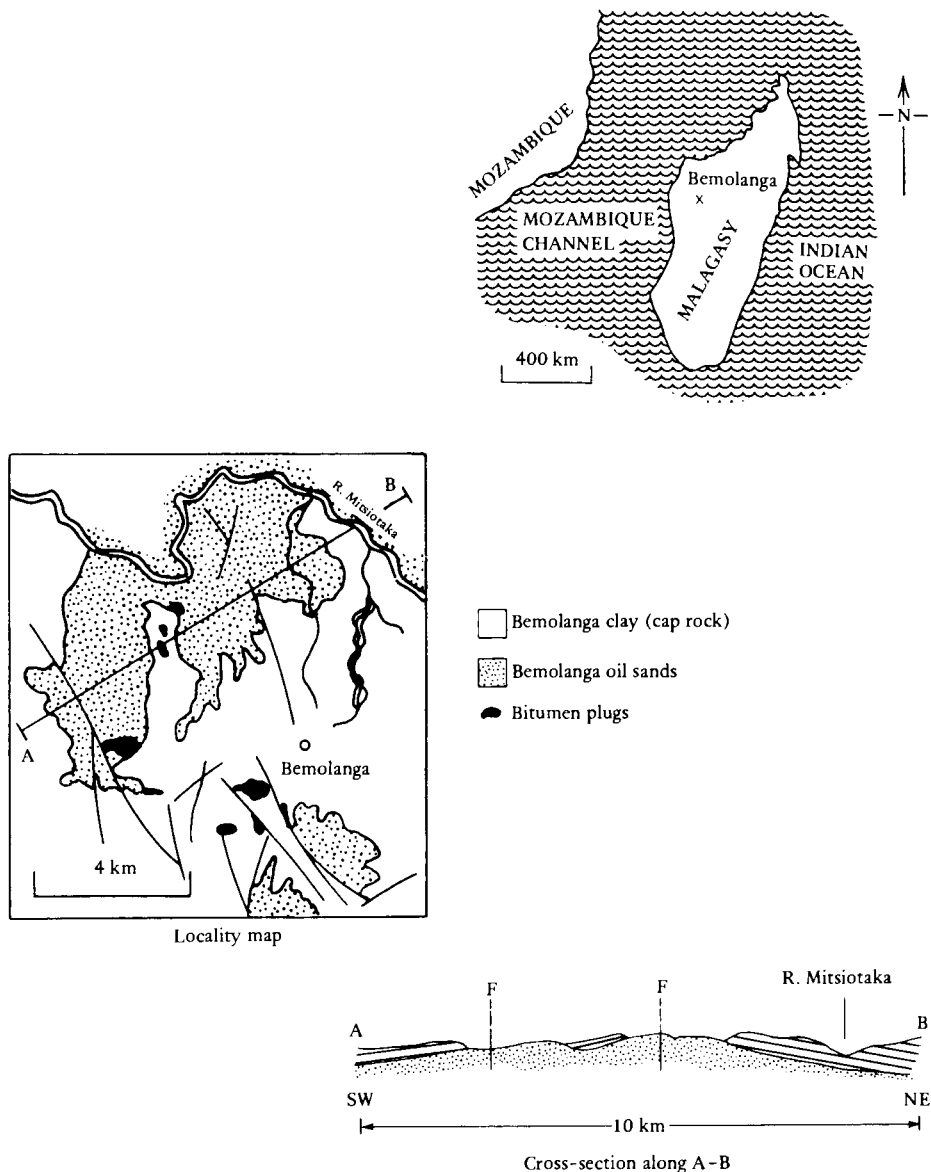 MOZAMBIQUE
N
Bemolanga
x
MOZAMBIQUE
CHANNEL
MALAGASY
INDIAN
OCEAN
400 km
B
R. Mitsiotaka
A
Bemolanga
4 km
Locality map
Bemolanga clay (cap rock)
Bemolanga oil sands
Bitumen plugs
R. Mitsiotaka
A
F
F
B
SW
NE
10 km
Cross-section along A-B